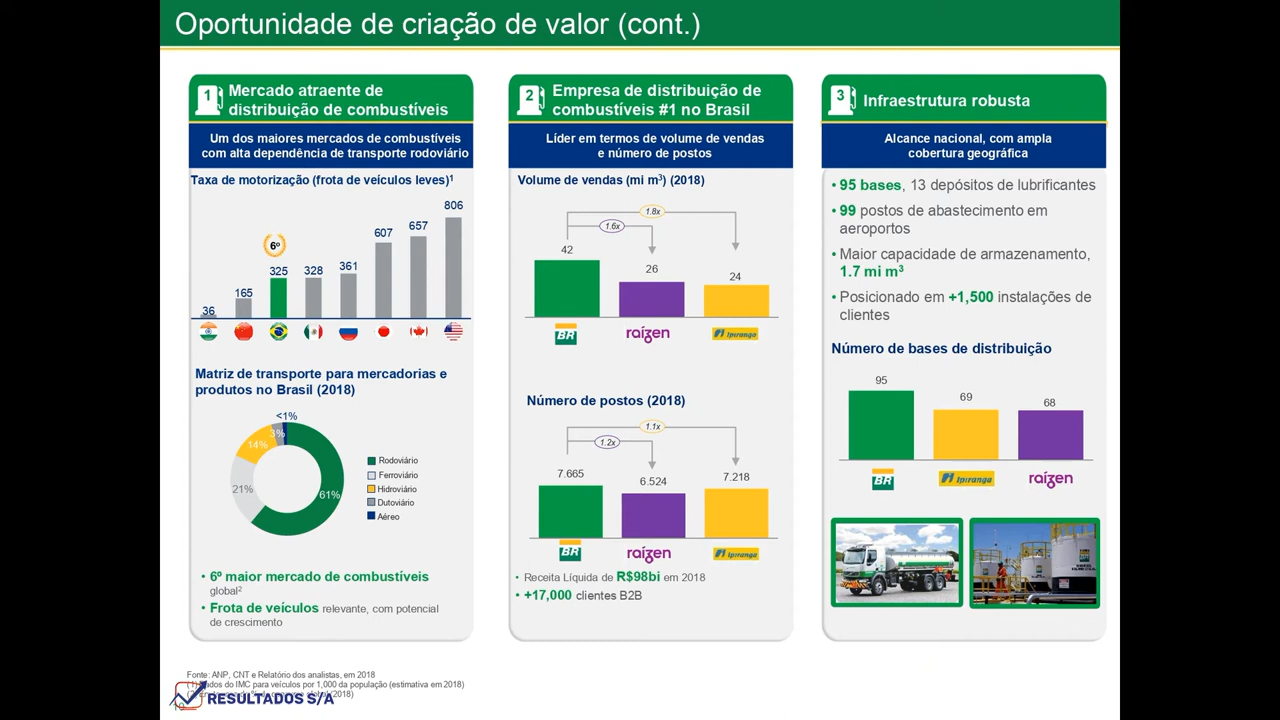 Oportunidade de criação de valor (cont.)
1
Mercado atraente de
distribuição de combustíveis
Um dos maiores mercados de combustíveis
com alta dependência de transporte rodoviário
Taxa de motorização (frota de veículos leves)¹
36
165
6º
325
328
361
607
657
806
Matriz de transporte para mercadorias e
produtos no Brasil (2018)
<1%
3%
14%
21%
61%
Rodoviário
Ferroviário
Hidroviário
Dutoviário
Aéreo
• 6º maior mercado de combustíveis
global²
• Frota de veículos relevante, com potencial
de crescimento
2
Empresa de distribuição de
combustíveis #1 no Brasil
Líder em termos de volume de vendas
e número de postos
Volume de vendas (mi m³) (2018)
1.8x
1.6x
42
26
24
BR
raízen
Ipiranga
Número de postos (2018)
1.1x
1.2x
7.665
6.524
7.218
BR
raízen
Ipiranga
• Receita Líquida de R$98bi em 2018
• +17,000 clientes B2B
3
Infraestrutura robusta
Alcance nacional, com ampla
cobertura geográfica
• 95 bases, 13 depósitos de lubrificantes
• 99 postos de abastecimento em
aeroportos
• Maior capacidade de armazenamento,
1.7 mi m³
• Posicionado em +1,500 instalações de
clientes
Número de bases de distribuição
95
69
68
BR
Ipiranga
raízen
Fonte: ANP, CNT e Relatório dos analistas, em 2018
(1) Dados do IMC para veículos por 1,000 da população (estimativa em 2018)
(2018)
RESULTADOS S/A